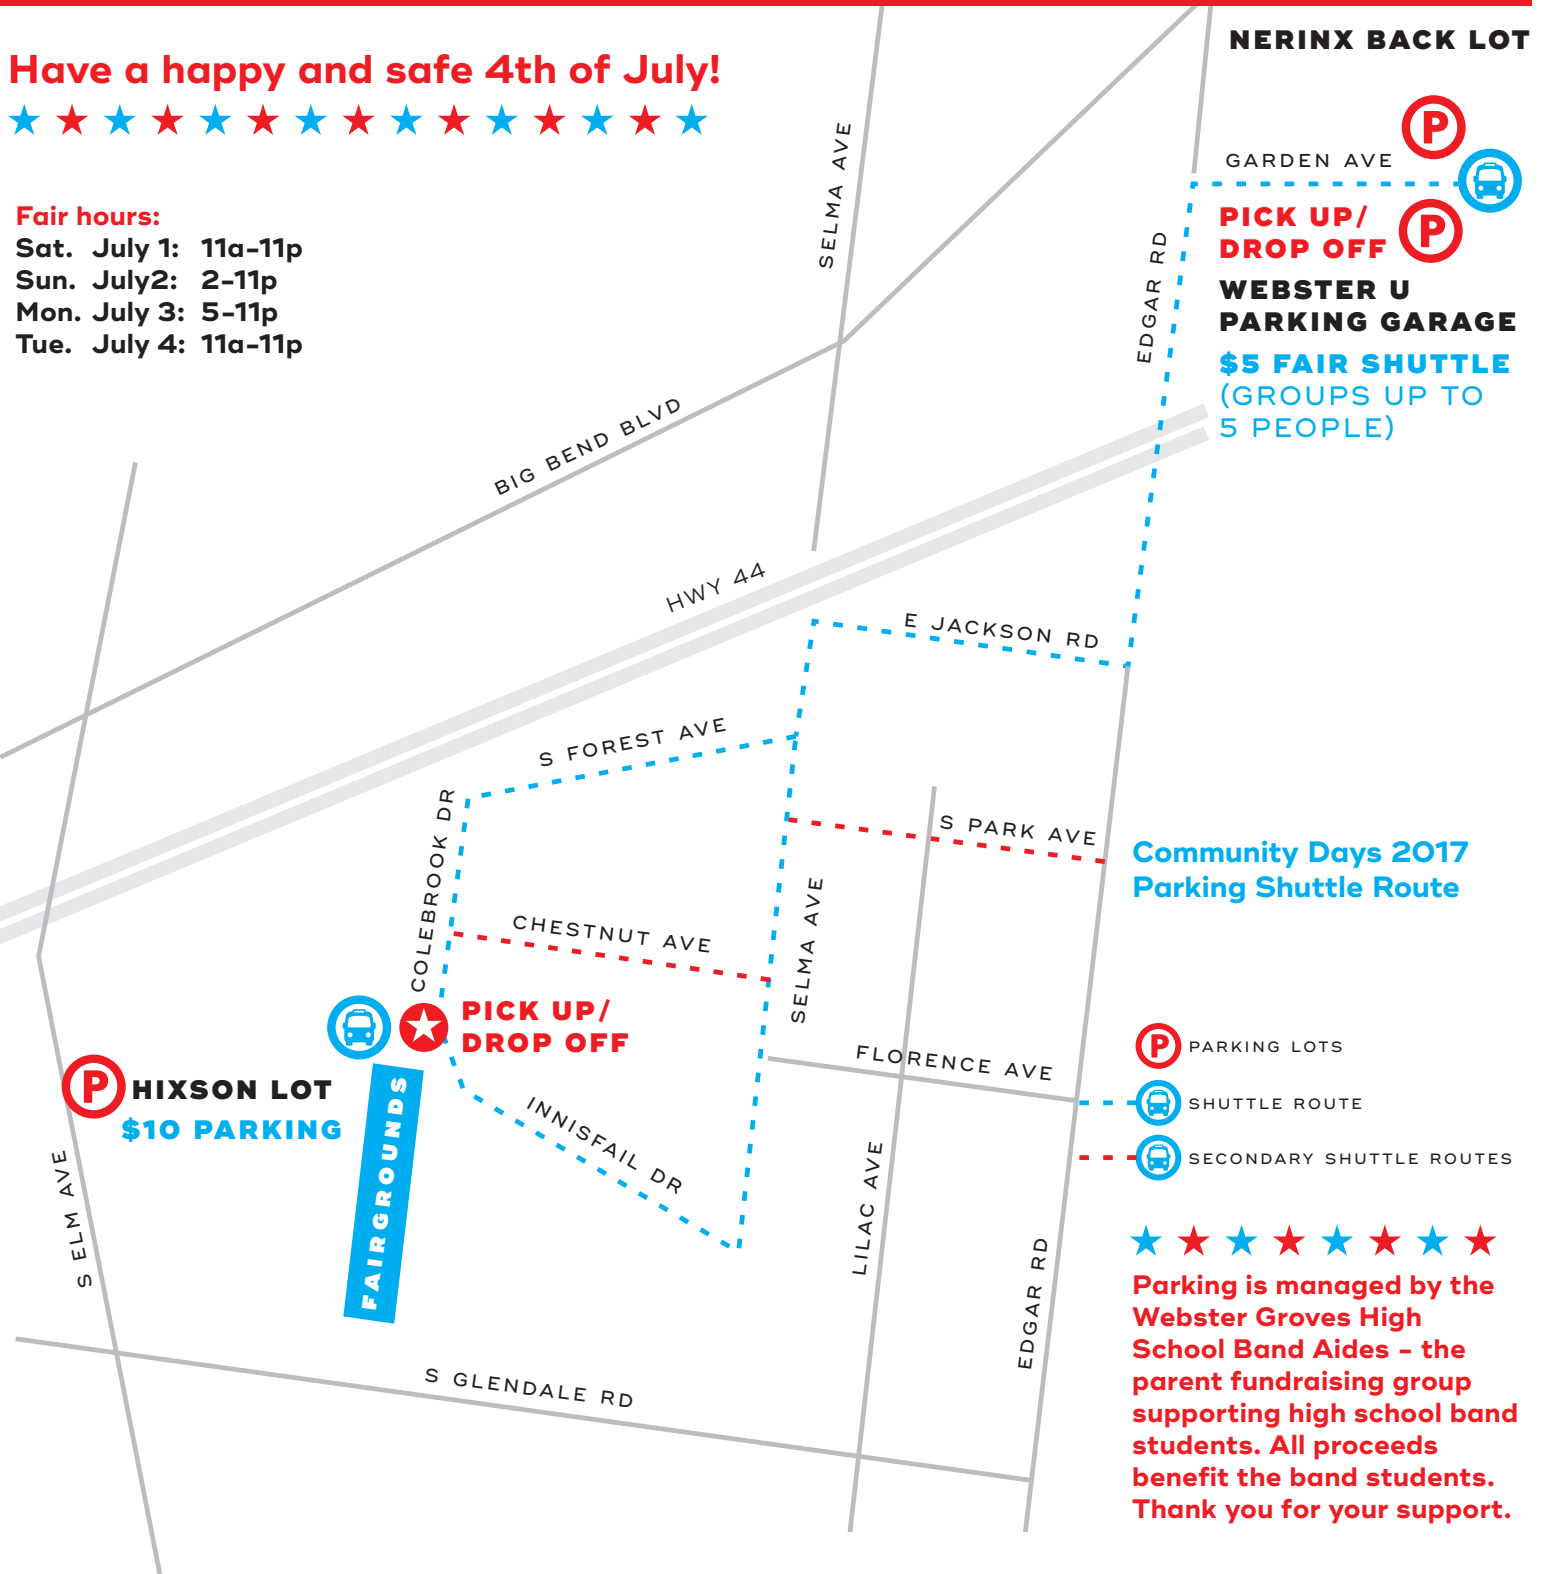 NERINX BACK LOT
Have a happy and safe 4th of July!
P
GARDEN AVE
SELMA AVE
Fair hours:
Sat. July 1: 11a-11p
Sun. July2: 2-11p
Mon. July 3: 5-11p
Tue. July 4: 11a-11p
PICK UP/
DROP OFF
P
EDGAR RD
WEBSTER U
PARKING GARAGE
$5 FAIR SHUTTLE
(GROUPS UP TO
5 PEOPLE)
BIG BEND BLVD
HWY 44
E JACKSON RD
S FOREST AVE
COLEBROOK DR
S PARK AVE
Community Days 2017
Parking Shuttle Route
CHESTNUT AVE
SELMA AVE
PICK UP/
DROP OFF
P
HIXSON LOT
$10 PARKING
FAIRGROUNDS
FLORENCE AVE
INNISFAIL DR
P
PARKING LOTS
SHUTTLE ROUTE
SECONDARY SHUTTLE ROUTES
S ELM AVE
LILAC AVE
EDGAR RD
S GLENDALE RD
Parking is managed by the
Webster Groves High
School Band Aides - the
parent fundraising group
supporting high school band
students. All proceeds
benefit the band students.
Thank you for your support.